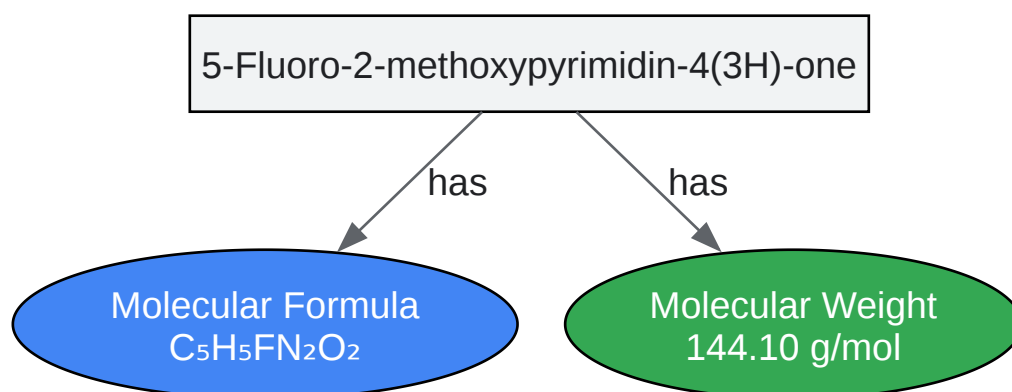 5-Fluoro-2-methoxypyrimidin-4(3H)-one
has
has
Molecular Formula
C₅H₅FN₂O₂
Molecular Weight
144.10 g/mol